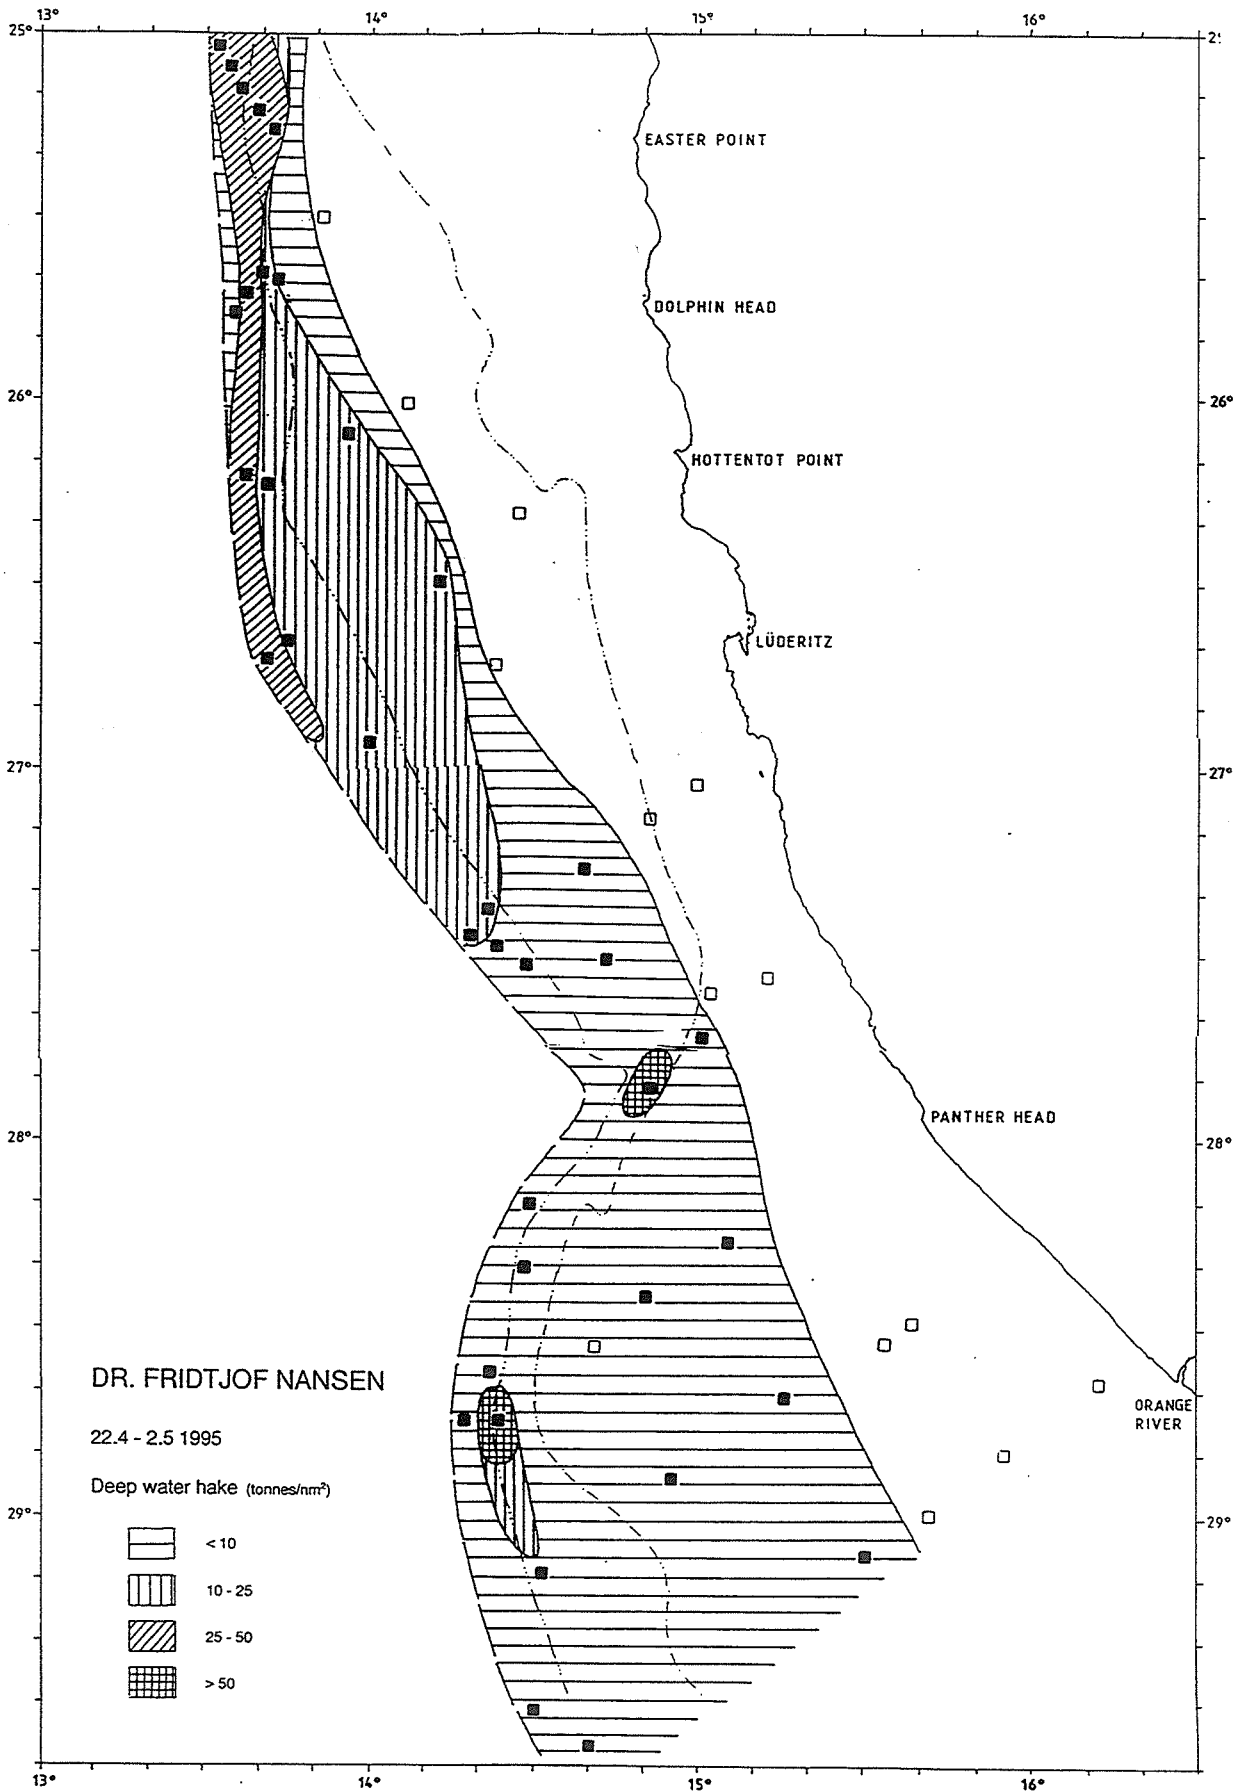 13°
14°
15°
16°
25°
EASTER POINT
DOLPHIN HEAD
26°
26°
HOTTENTOT POINT
LÜDERITZ
27°
27°
PANTHER HEAD
28°
28°
DR. FRIDTJOF NANSEN
ORANGE
RIVER
22.4 - 2.5 1995
Deep water hake (tonnes/nm²)
29°
29°
< 10
10 - 25
25 - 50
> 50
13°
14°
15°
16°